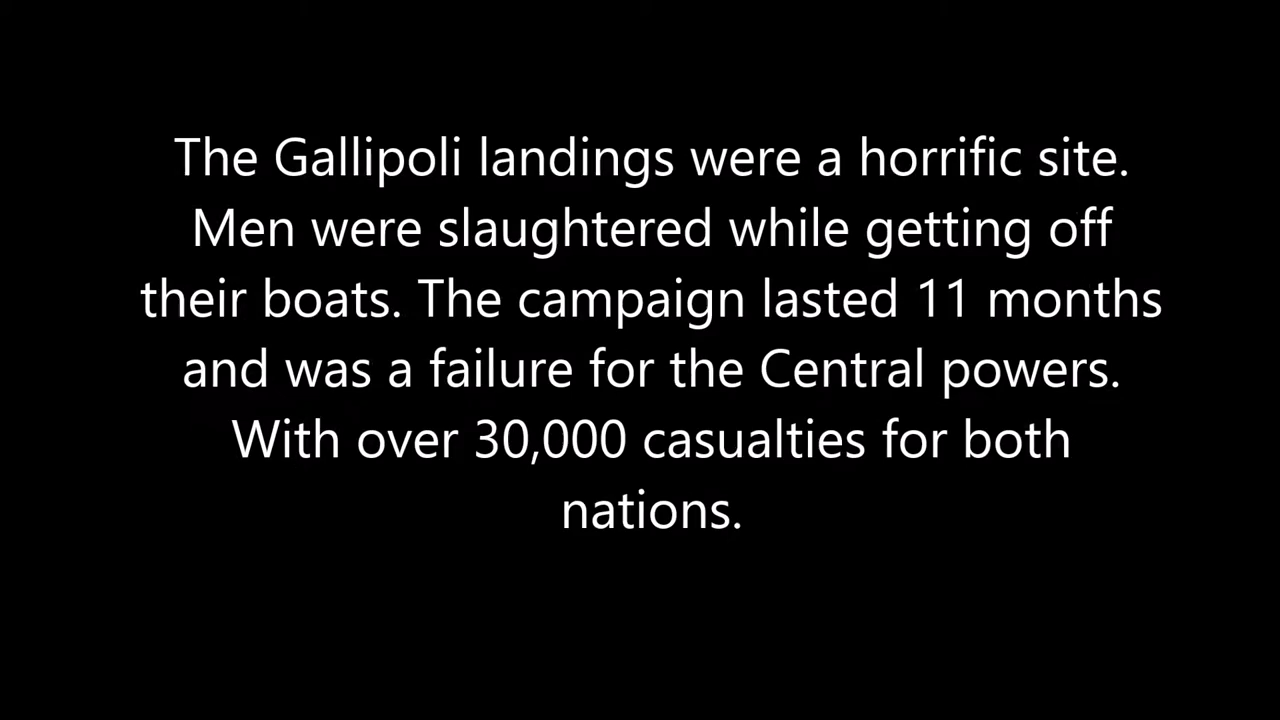 The Gallipoli landings were a horrific site.
Men were slaughtered while getting off
their boats. The campaign lasted 11 months
and was a failure for the Central powers.
With over 30,000 casualties for both
nations.